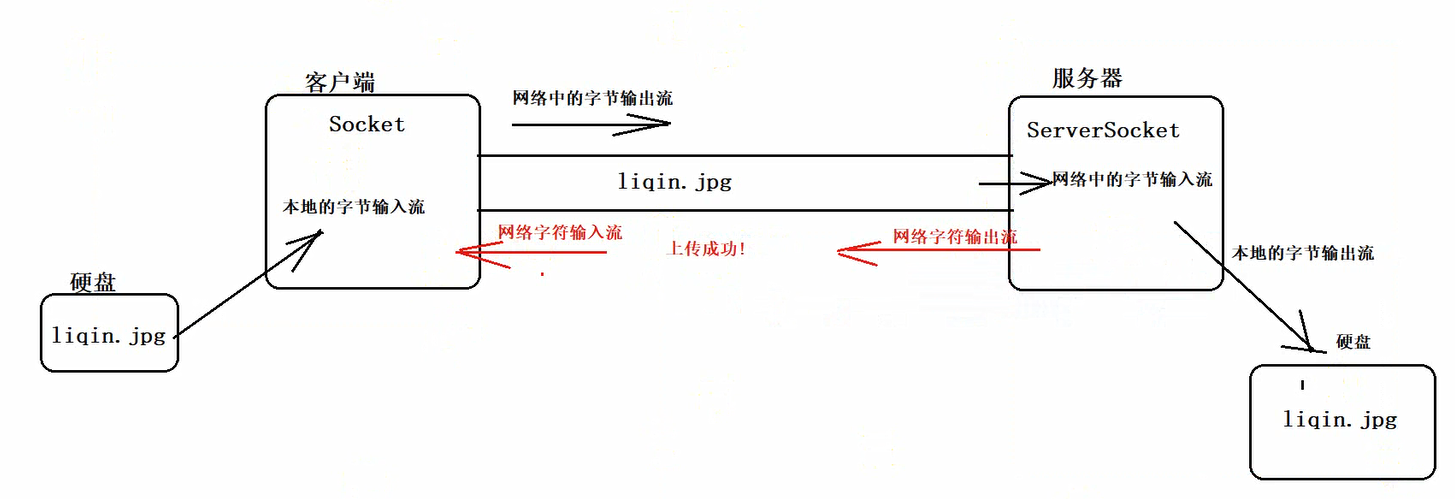 客户端
服务器
网络中的字节输出流
Socket
ServerSocket
liqin.jpg
网络中的字节输入流
本地的字节输入流
网络字符输入流
上传成功!
网络字符输出流
本地的字节输出流
硬盘
liqin.jpg
硬盘
liqin.jpg